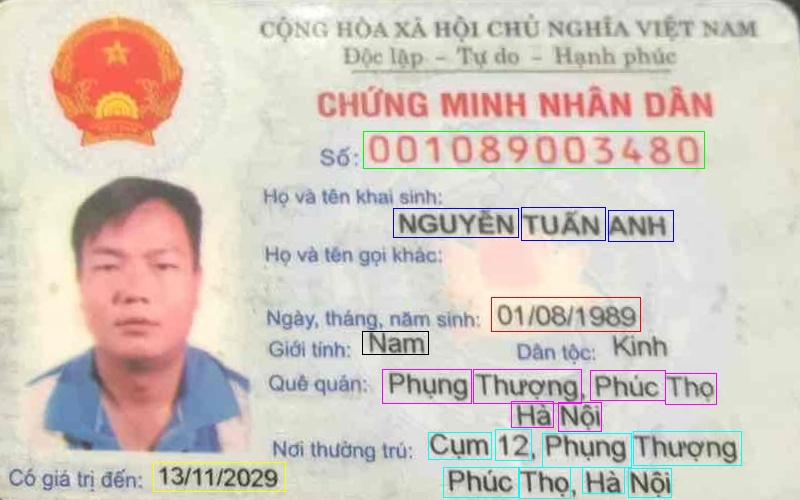 CỘNG HÒA XÃ HỘI CHỦ NGHĨA VIỆT NAM
Độc lập – Tự do – Hạnh phúc
CHỨNG MINH NHÂN DÂN
Số: 001089003480
Họ và tên khai sinh:
NGUYỄN TUẤN ANH
Họ và tên gọi khác:
Ngày, tháng, năm sinh: 01/08/1989
Giới tính: Nam Dân tộc: Kinh
Quê quán: Phụng Thượng, Phúc Thọ
Hà Nội
Nơi thường trú: Cụm 12, Phụng Thượng
Phúc Thọ, Hà Nội
Có giá trị đến: 13/11/2029